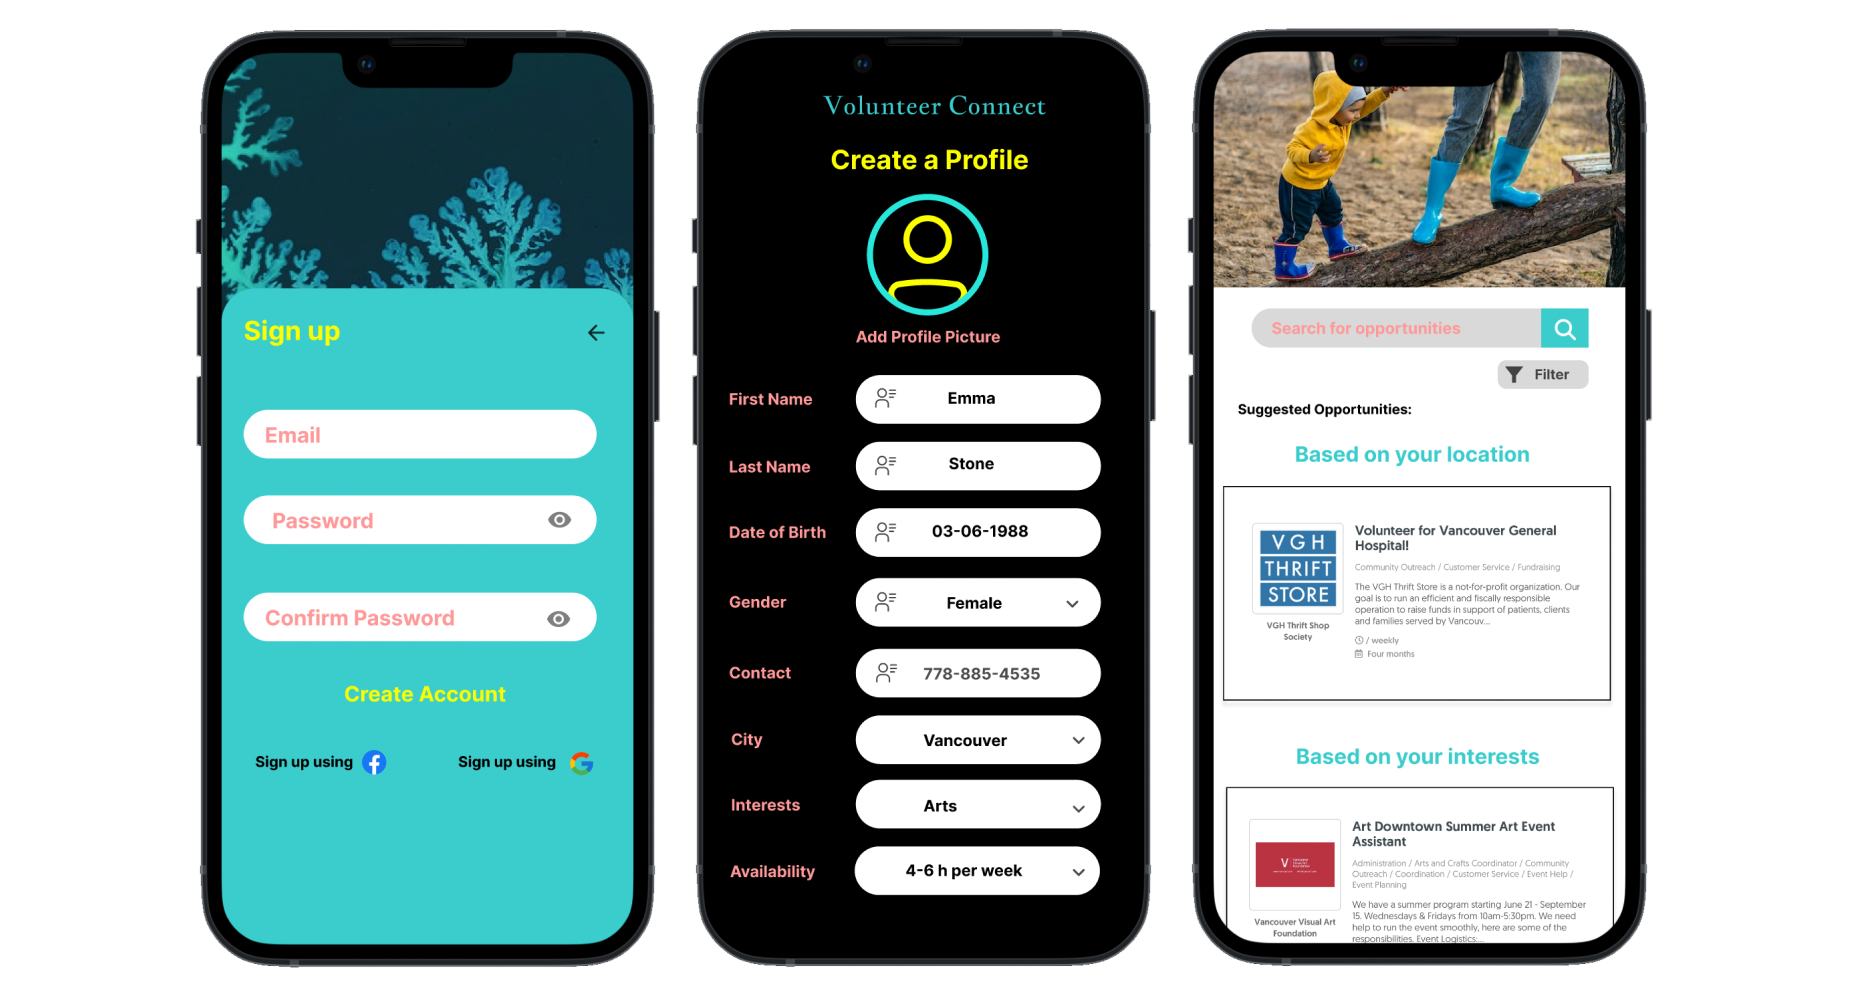 Sign up
Email
Password
Confirm Password
Create Account
Sign up using
Sign up using
Volunteer Connect
Create a Profile
Add Profile Picture
First Name
Emma
Last Name
Stone
Date of Birth
03-06-1988
Gender
Female
Contact
778-885-4535
City
Vancouver
Interests
Arts
Availability
4-6 h per week
Search for opportunities
Filter
Suggested Opportunities:
Based on your location
VGH
THRIFT
STORE
VGH Thrift Shop
Society
Volunteer for Vancouver General
Hospital!
Community Outreach / Customer Service / Fundraising
The VGH Thrift Store is a not-for-profit organization. Our
goal is to run an efficient and fiscally responsible
operation to raise funds in support of patients, clients
and families served by Vancouv...
/ weekly
Four months
Based on your interests
V
Vancouver Visual Art
Foundation
Art Downtown Summer Art Event
Assistant
Administration / Arts and Crafts Coordinator / Community
Outreach / Coordination / Customer Service / Event Help /
Event Planning
We have a summer program starting June 21 - September
15. Wednesdays & Fridays from 10am-5:30pm. We need
help to run the event smoothly, here are some of the
responsibilities. Event Logistics:...